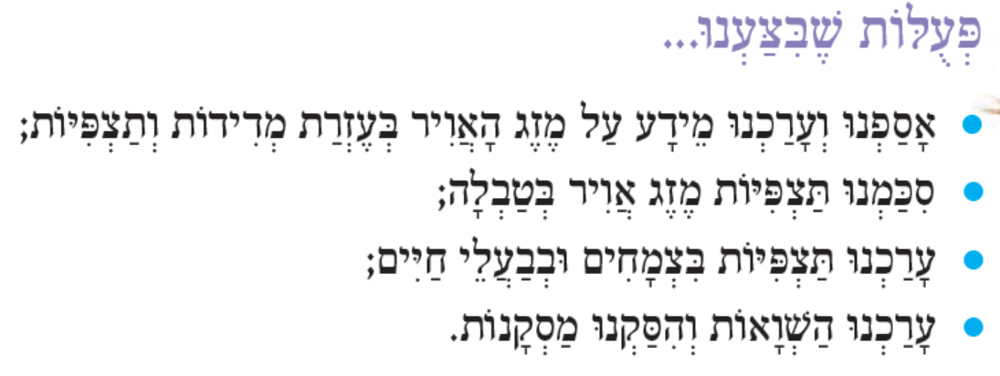 פְּעֻלּוֹת שֶׁבִּצַּעְנוּ...
• אָסַפְנוּ וְעָרַכְנוּ מֵידָע עַל מֶזֶג הָאֲוִיר בְּעֶזְרַת מְדִידוֹת וְתַצְפִּיּוֹת;
• סִכַּמְנוּ תַּצְפִּיּוֹת מֶזֶג אֲוִיר בְּטַבְלָה;
• עָרַכְנוּ תַּצְפִּיּוֹת בִּצְמָחִים וּבְבַעֲלֵי חַיִּים;
• עָרַכְנוּ הַשְׁוָאוֹת וְהִסַּקְנוּ מַסְקָנוֹת.